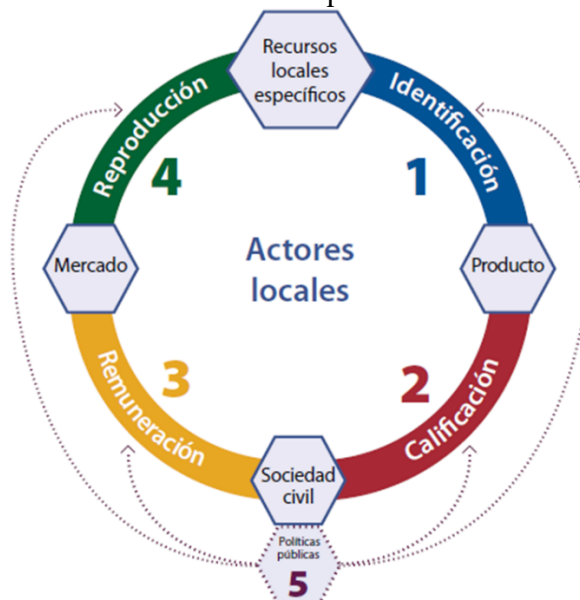 Recursos
locales
específicos
Identificación
1
Producto
Calificación
2
Sociedad
civil
Remuneración
3
Mercado
Reproducción
4
Actores
locales
Políticas
públicas
5